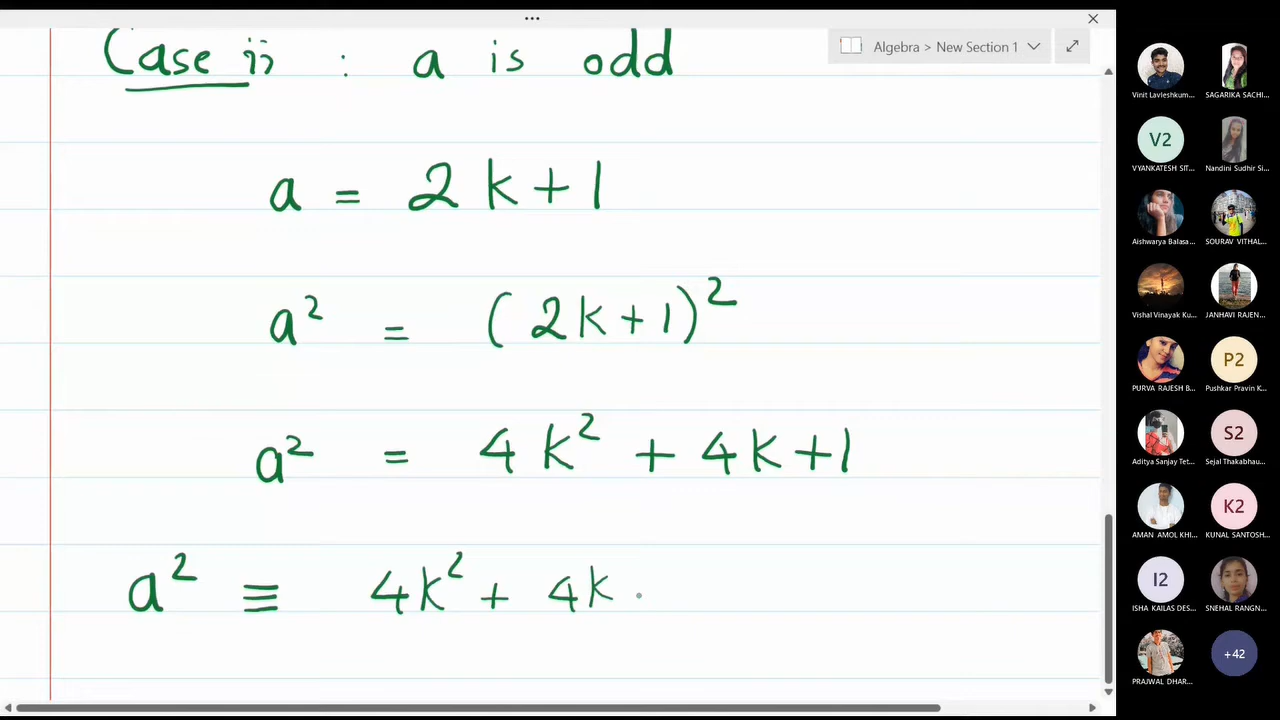 ...
Case ii : a is odd
Algebra > New Section 1
a = 2k+1
a² = (2k+1)²
a² = 4k² + 4k+1
a² ≡ 4k² + 4k
Vinit Lavleshkum...
SAGARIKA SACHI...
V2
VYANKATESH SIT...
Nandini Sudhir Si...
Aishwarya Balasa...
SOURAV VITHAL...
Vishal Vinayak Ku...
JANHAVI RAJEN...
PURVA RAJESH B...
P2
Pushkar Pravin K...
Aditya Sanjay Tet...
S2
Sejal Thakabhau...
AMAN AMOL KHI...
K2
KUNAL SANTOSH...
I2
ISHA KAILAS DES...
SNEHAL RANGN...
PRAJWAL DHAR...
+42